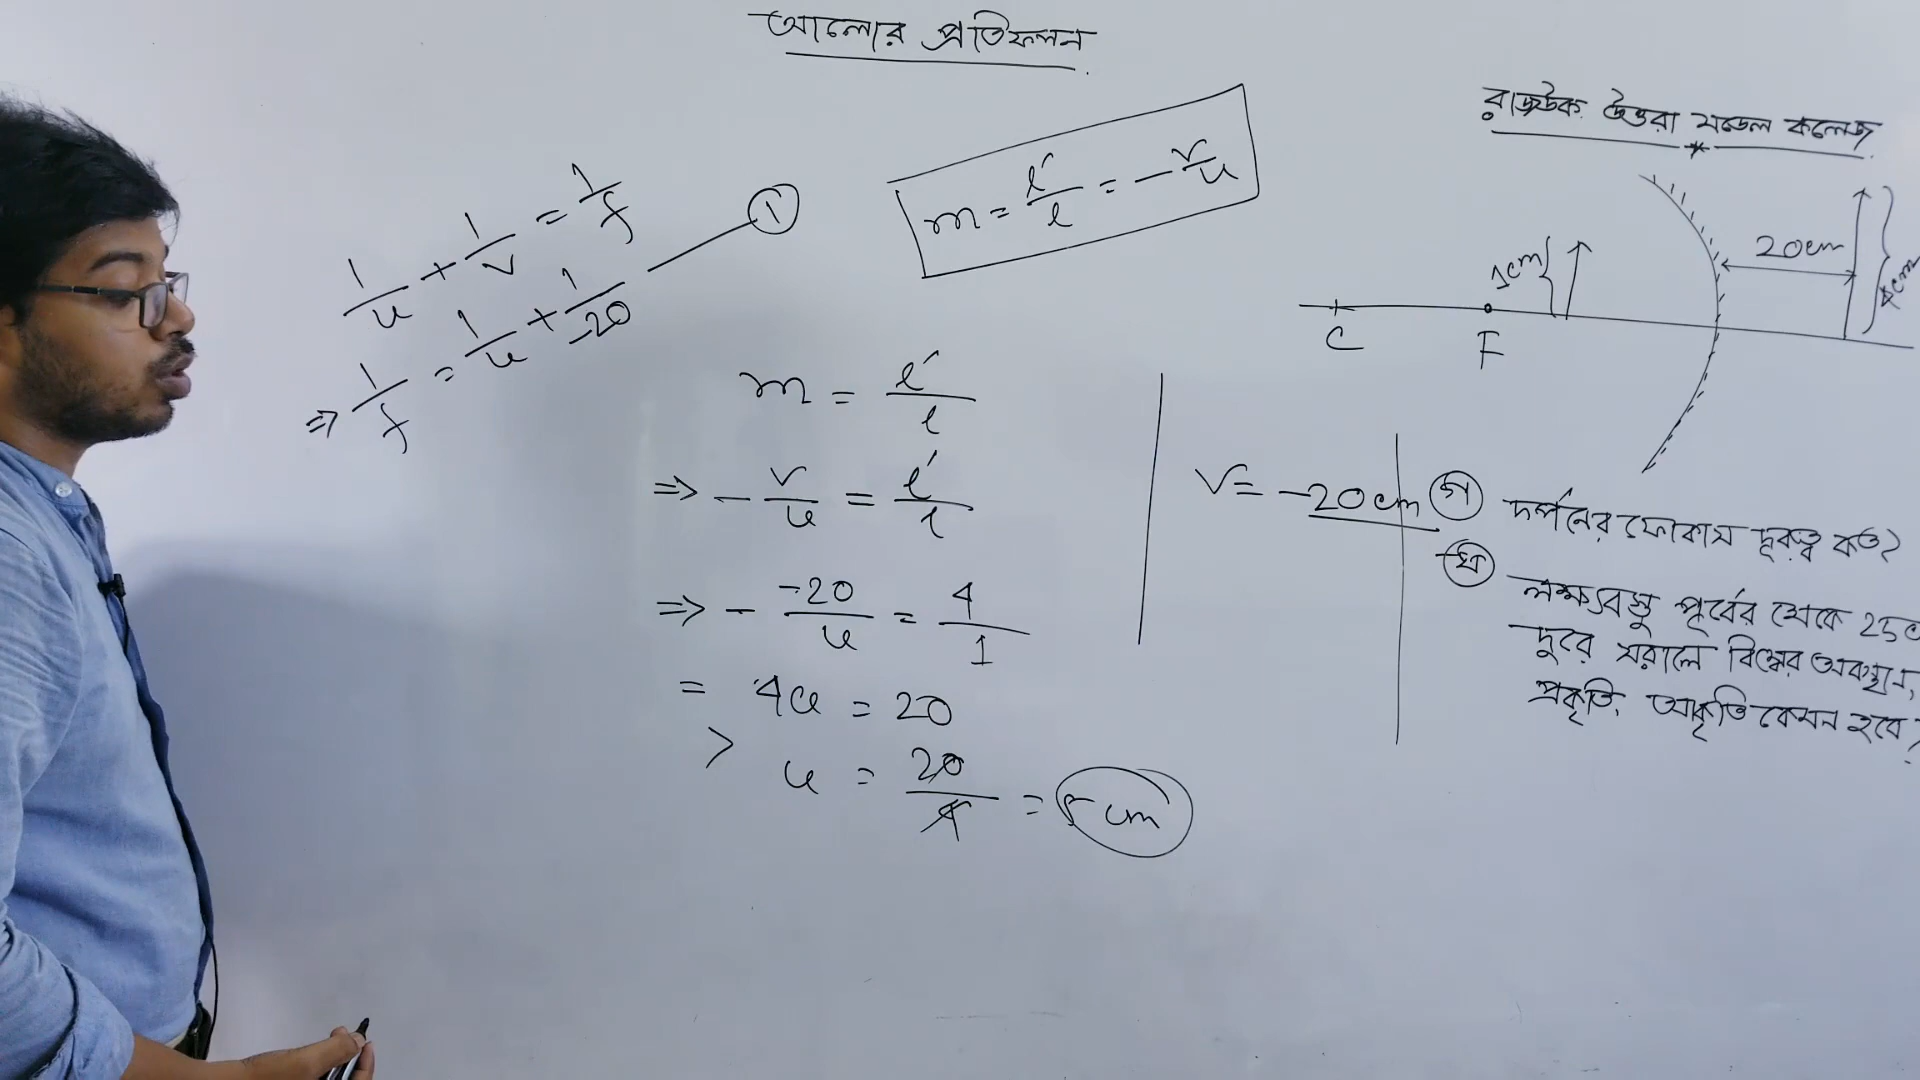 আলোর প্রতিফলন
1/u + 1/v = 1/f
⇒ 1/f = 1/u + 1/-20 ①
m = l′/l = - v/u
m = l′/l
⇒ - v/u = l′/l
⇒ - -20/u = 4/1
= 4u = 20
> u = 20/4 = 5 cm
v = -20 cm
রাজউক উত্তরা মডেল কলেজ
20cm
1cm
4cm
C
F
গ দর্পনের ফোকাস দূরত্ব কত?
ঘ লক্ষ্যবস্তু পূর্বের থেকে 25c
দুরে সরালে বিম্বের অবস্থান,
প্রকৃতি, আকৃতি কেমন হবে?